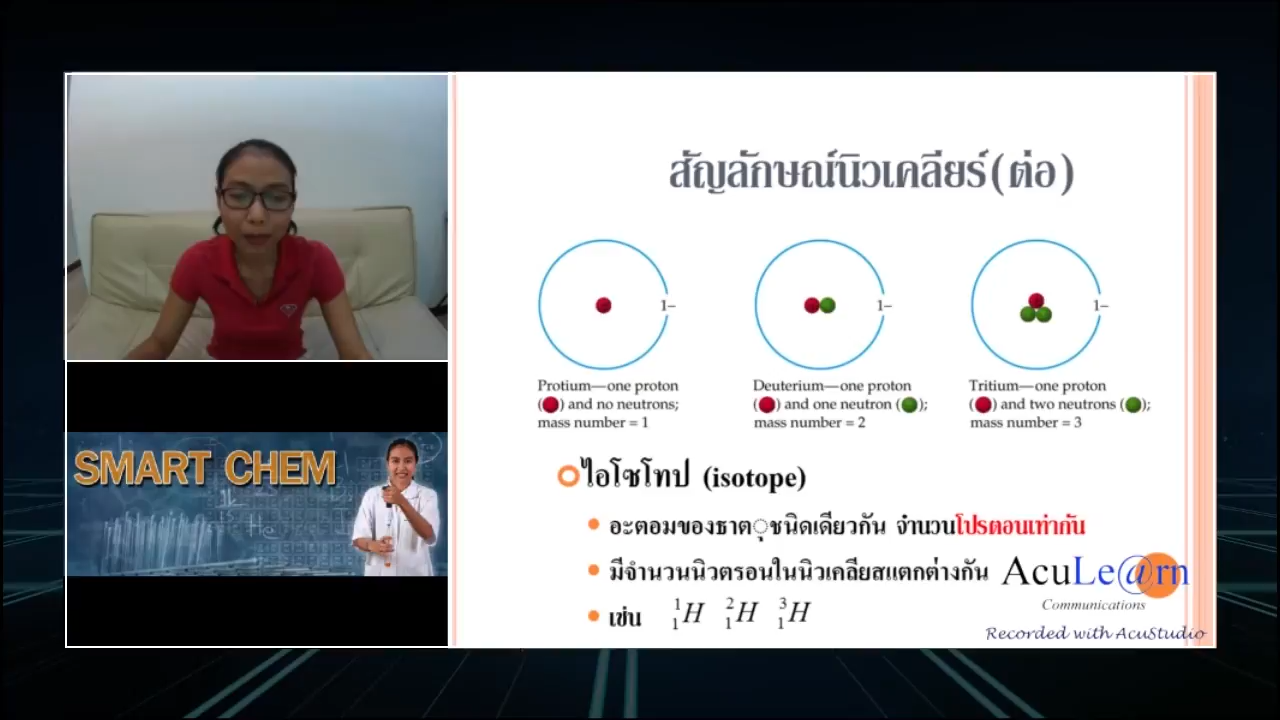 สัญลักษณ์นิวเคลียร์(ต่อ)
1–
1–
1–
Protium—one proton
() and no neutrons;
mass number = 1
Deuterium—one proton
() and one neutron ();
mass number = 2
Tritium—one proton
() and two neutrons ();
mass number = 3
ไอโซโทป (isotope)
อะตอมของธาตุชนิดเดียวกัน จำนวนโปรตอนเท่ากัน
มีจำนวนนิวตรอนในนิวเคลียสแตกต่างกัน
เช่น ¹₁H ²₁H ³₁H
AcuLe@rn
Communications
Recorded with AcuStudio
SMART CHEM